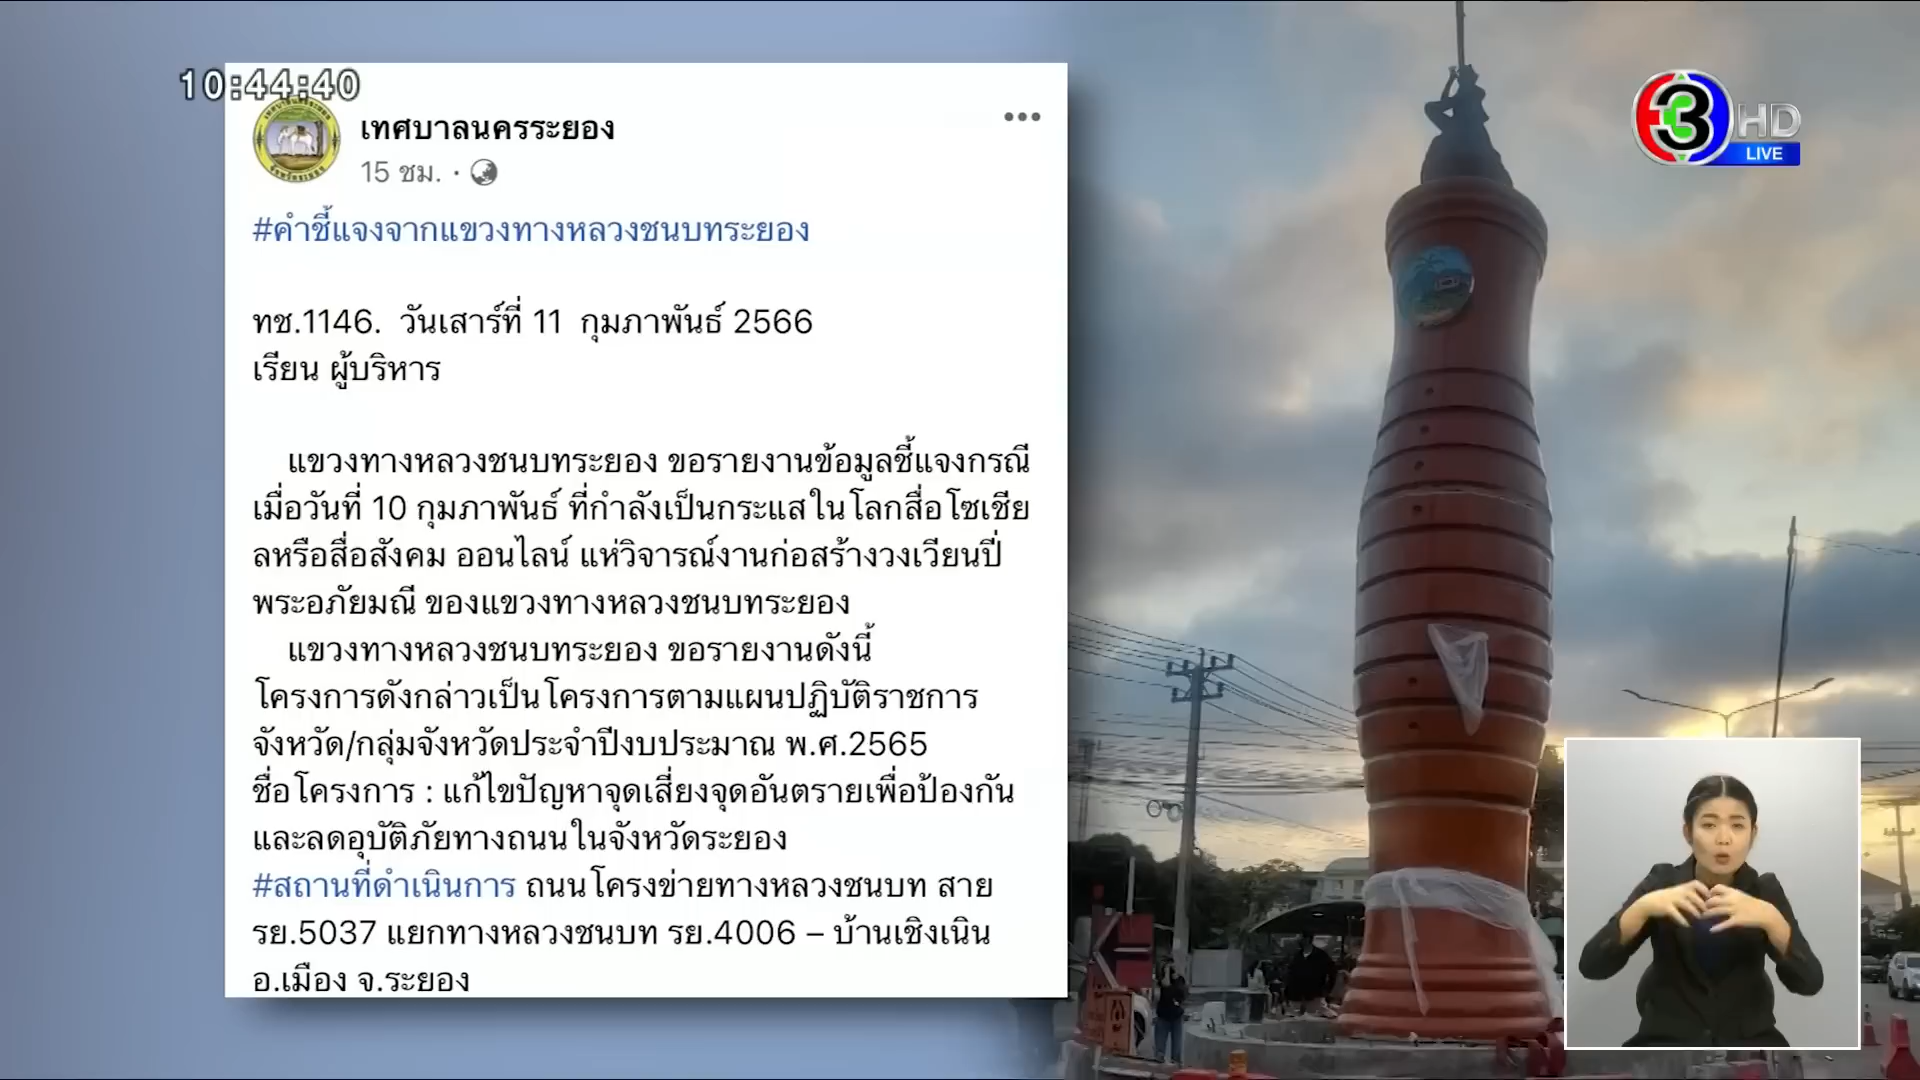 10:44:40
เทศบาลนครระยอง
15 ชม.
#คำชี้แจงจากแขวงทางหลวงชนบทระยอง
ทช.1146. วันเสาร์ที่ 11 กุมภาพันธ์ 2566
เรียน ผู้บริหาร
แขวงทางหลวงชนบทระยอง ขอรายงานข้อมูลชี้แจงกรณี
เมื่อวันที่ 10 กุมภาพันธ์ ที่กำลังเป็นกระแสในโลกสื่อโซเชีย
ลหรือสื่อสังคม ออนไลน์ แห่วิจารณ์งานก่อสร้างวงเวียนปี่
พระอภัยมณี ของแขวงทางหลวงชนบทระยอง
แขวงทางหลวงชนบทระยอง ขอรายงานดังนี้
โครงการดังกล่าวเป็นโครงการตามแผนปฏิบัติราชการ
จังหวัด/กลุ่มจังหวัดประจำปีงบประมาณ พ.ศ.2565
ชื่อโครงการ : แก้ไขปัญหาจุดเสี่ยงจุดอันตรายเพื่อป้องกัน
และลดอุบัติภัยทางถนนในจังหวัดระยอง
#สถานที่ดำเนินการ ถนนโครงข่ายทางหลวงชนบท สาย
รย.5037 แยกทางหลวงชนบท รย.4006 – บ้านเชิงเนิน
อ.เมือง จ.ระยอง
3 HD
LIVE